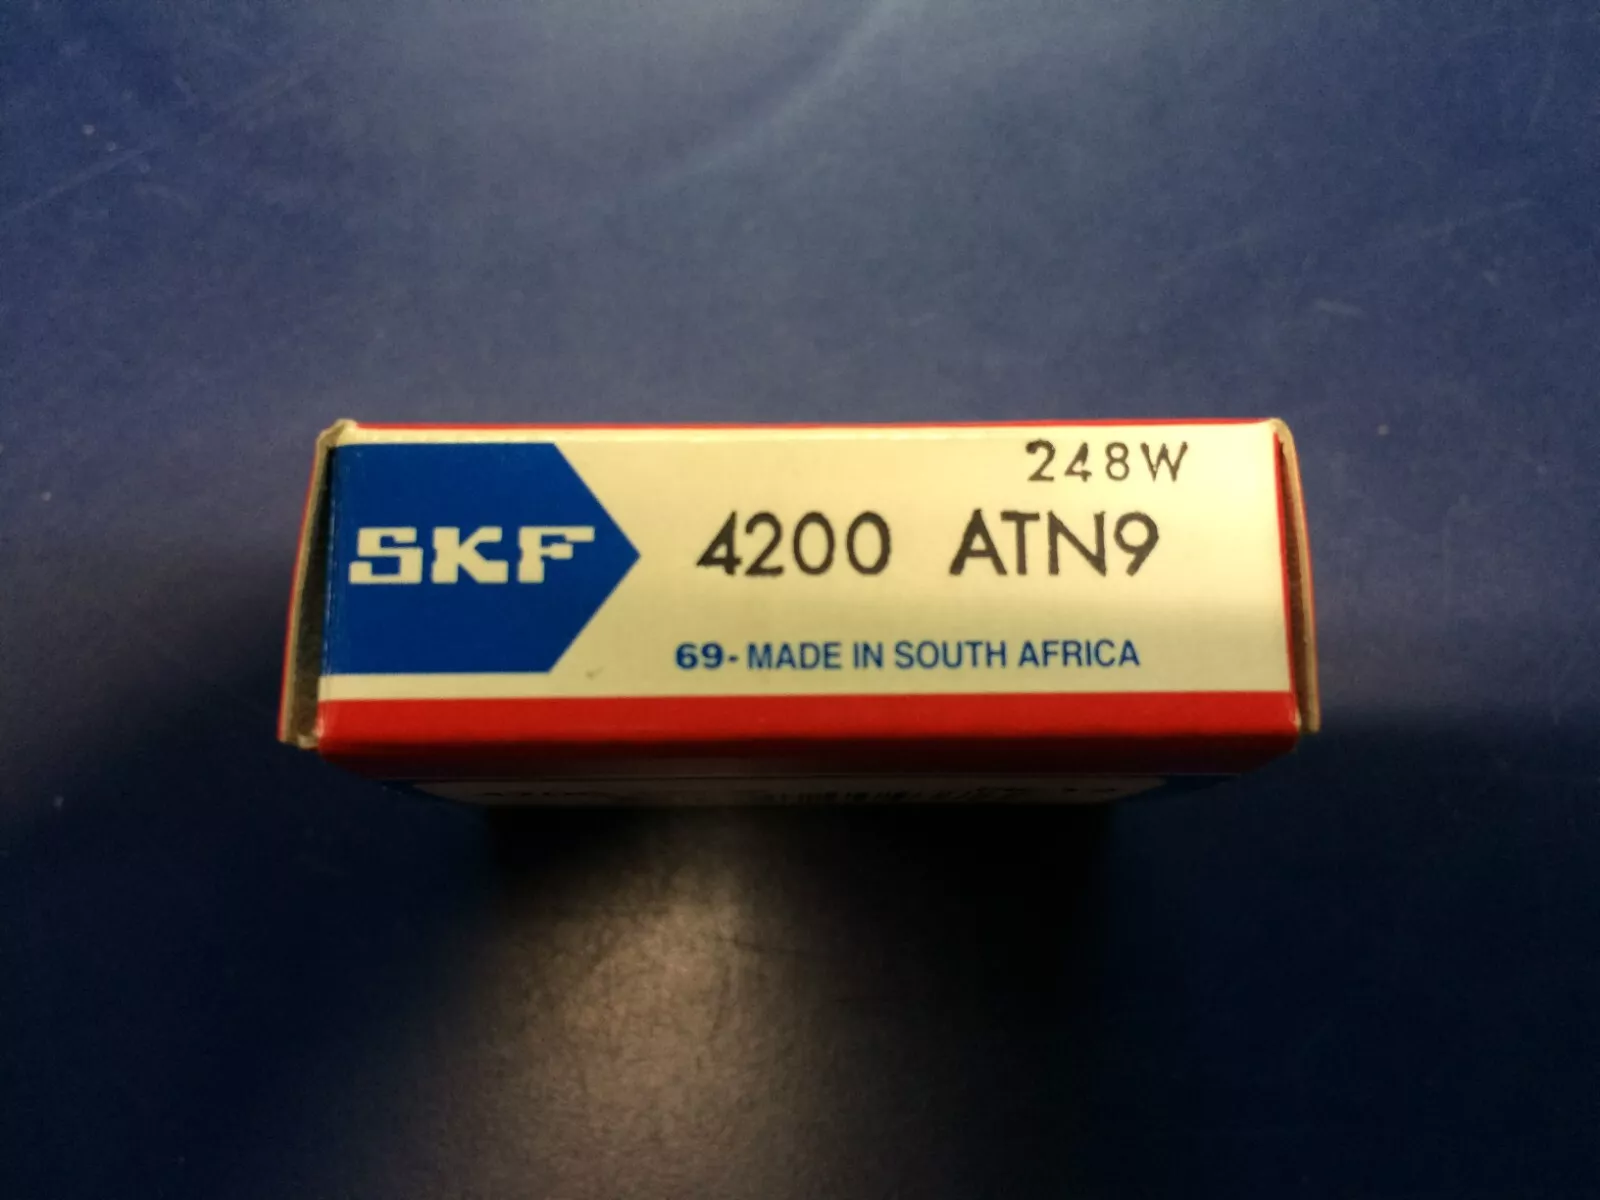 SKF
248W
4200 ATN9
69-MADE IN SOUTH AFRICA